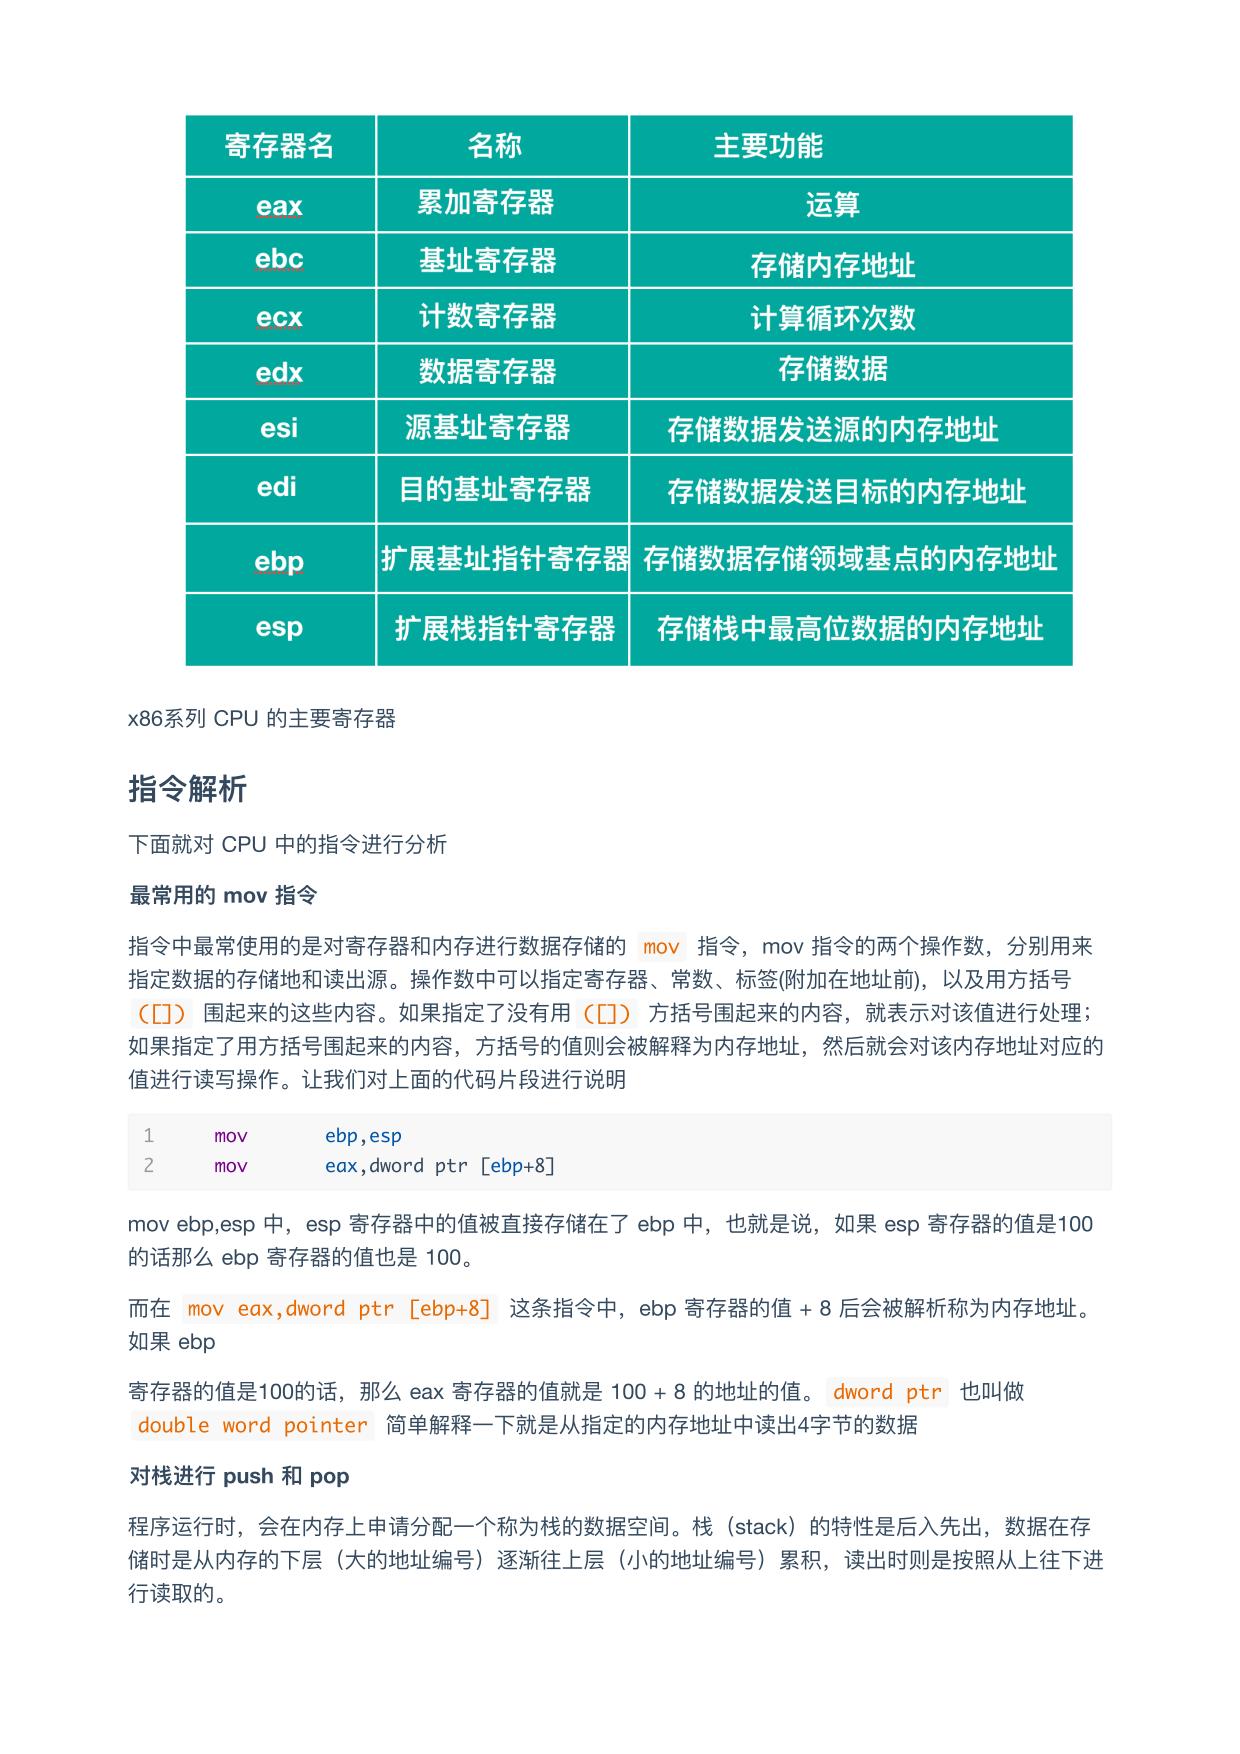 寄存器名 名称 主要功能
eax 累加寄存器 运算
ebc 基址寄存器 存储内存地址
ecx 计数寄存器 计算循环次数
edx 数据寄存器 存储数据
esi 源基址寄存器 存储数据发送源的内存地址
edi 目的基址寄存器 存储数据发送目标的内存地址
ebp 扩展基址指针寄存器 存储数据存储领域基点的内存地址
esp 扩展栈指针寄存器 存储栈中最高位数据的内存地址
x86系列 CPU 的主要寄存器
指令解析
下面就对 CPU 中的指令进行分析
最常用的 mov 指令
指令中最常使用的是对寄存器和内存进行数据存储的 mov 指令，mov 指令的两个操作数，分别用来
指定数据的存储地和读出源。操作数中可以指定寄存器、常数、标签(附加在地址前)，以及用方括号
([]) 围起来的这些内容。如果指定了没有用 ([]) 方括号围起来的内容，就表示对该值进行处理；
如果指定了用方括号围起来的内容，方括号的值则会被解释为内存地址，然后就会对该内存地址对应的
值进行读写操作。让我们对上面的代码片段进行说明
1 mov ebp,esp
2 mov eax,dword ptr [ebp+8]
mov ebp,esp 中，esp 寄存器中的值被直接存储在了 ebp 中，也就是说，如果 esp 寄存器的值是100
的话那么 ebp 寄存器的值也是 100。
而在 mov eax,dword ptr [ebp+8] 这条指令中，ebp 寄存器的值 + 8 后会被解析称为内存地址。
如果 ebp
寄存器的值是100的话，那么 eax 寄存器的值就是 100 + 8 的地址的值。dword ptr 也叫做
double word pointer 简单解释一下就是从指定的内存地址中读出4字节的数据
对栈进行 push 和 pop
程序运行时，会在内存上申请分配一个称为栈的数据空间。栈（stack）的特性是后入先出，数据在存
储时是从内存的下层（大的地址编号）逐渐往上层（小的地址编号）累积，读出时则是按照从上往下进
行读取的。